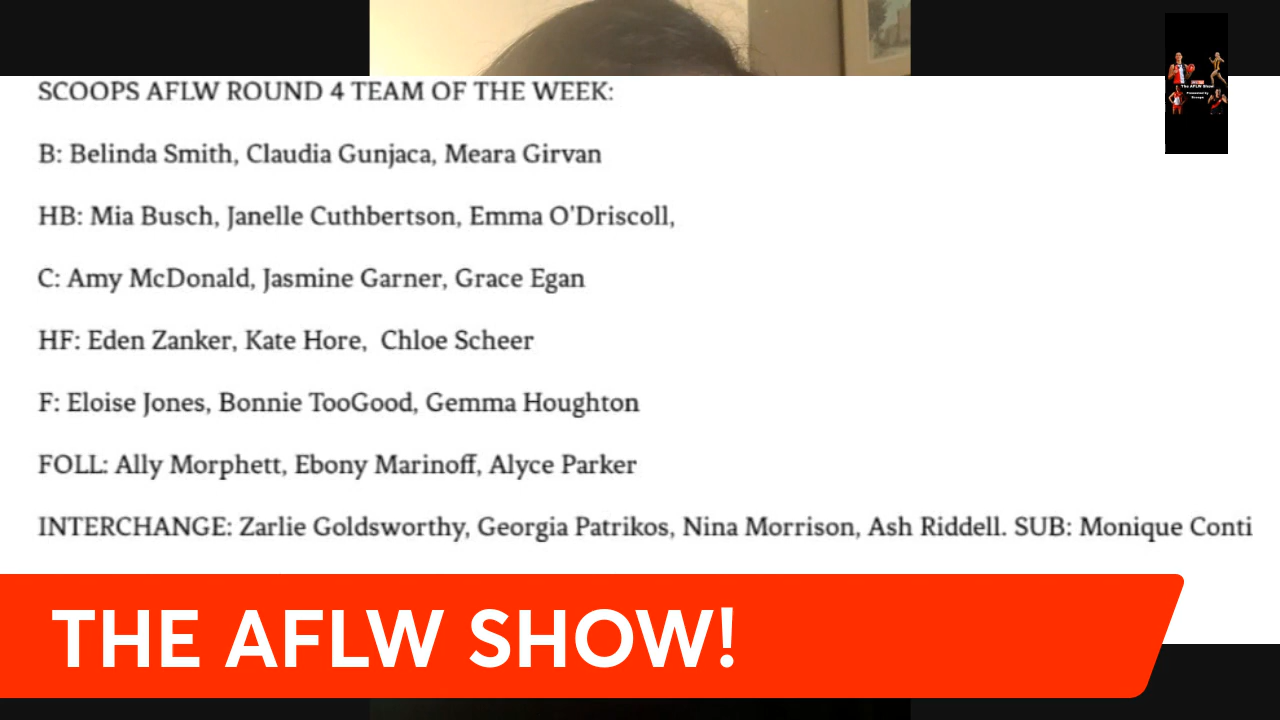 SCOOPS AFLW ROUND 4 TEAM OF THE WEEK:
B: Belinda Smith, Claudia Gunjaca, Meara Girvan
HB: Mia Busch, Janelle Cuthbertson, Emma O'Driscoll,
C: Amy McDonald, Jasmine Garner, Grace Egan
HF: Eden Zanker, Kate Hore, Chloe Scheer
F: Eloise Jones, Bonnie TooGood, Gemma Houghton
FOLL: Ally Morphett, Ebony Marinoff, Alyce Parker
INTERCHANGE: Zarlie Goldsworthy, Georgia Patrikos, Nina Morrison, Ash Riddell. SUB: Monique Conti
The AFLW Show
THE AFLW SHOW!